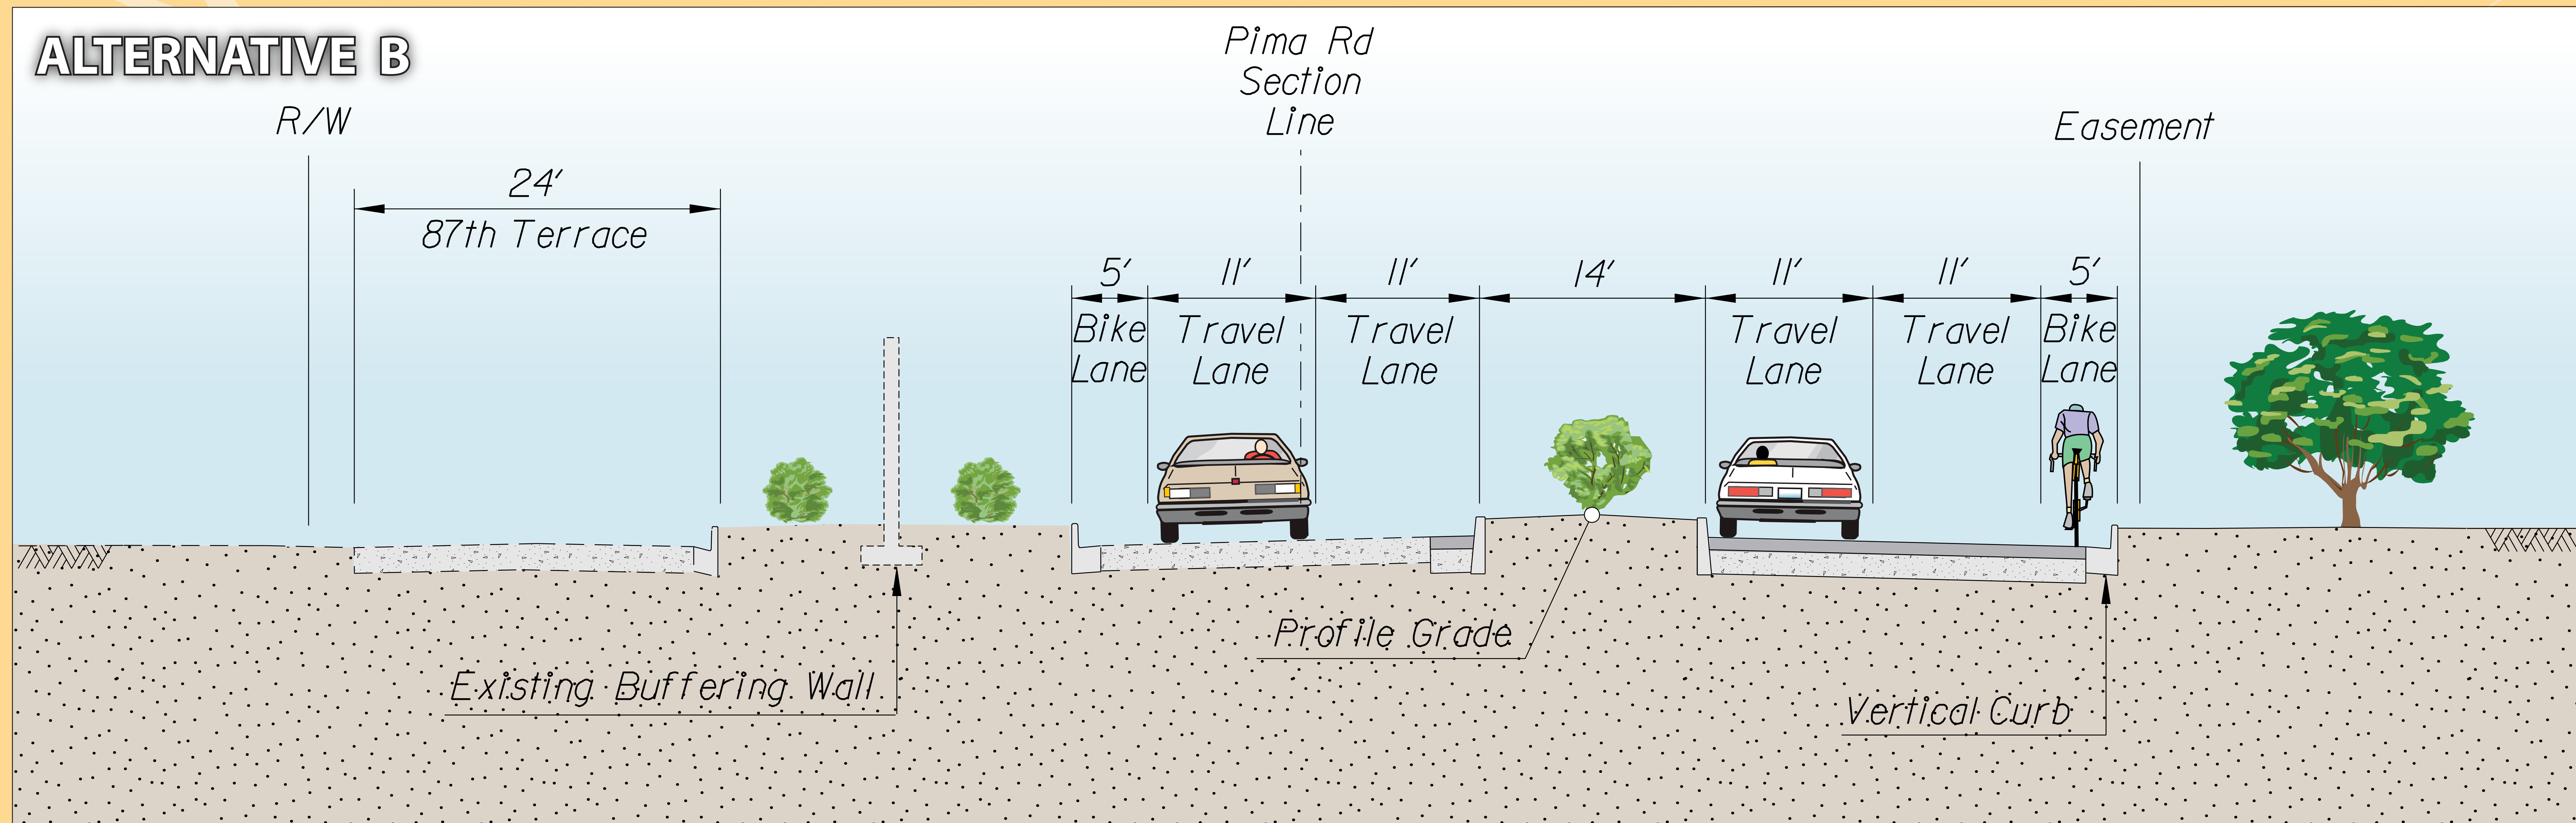 ALTERNATIVE B
Pima Rd
Section
Line
R/W
Easement
24'
87th Terrace
5'
11'
11'
14'
11'
11'
5'
Bike
Lane
Travel
Lane
Travel
Lane
Travel
Lane
Travel
Lane
Bike
Lane
Profile Grade
Existing Buffering Wall
Vertical Curb